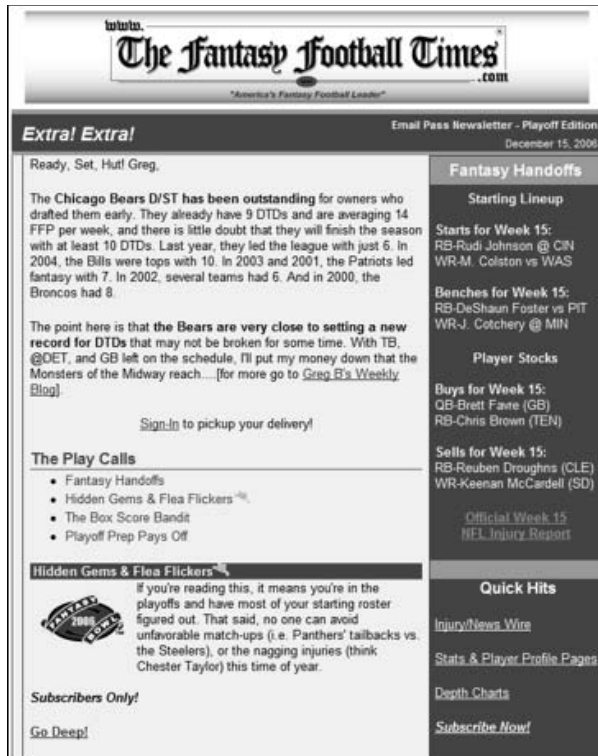 www.
The Fantasy Football Times
.com
"America's Fantasy Football Leader"
Extra! Extra!
Email Pass Newsletter - Playoff Edition
December 15, 2006
Ready, Set, Hut! Greg,
The Chicago Bears D/ST has been outstanding for owners who
drafted them early. They already have 9 DTDs and are averaging 14
FFP per week, and there is little doubt that they will finish the season
with at least 10 DTDs. Last year, they led the league with just 6. In
2004, the Bills were tops with 10. In 2003 and 2001, the Patriots led
fantasy with 7. In 2002, several teams had 6. And in 2000, the
Broncos had 8.
The point here is that the Bears are very close to setting a new
record for DTDs that may not be broken for some time. With TB,
@DET, and GB left on the schedule, I'll put my money down that the
Monsters of the Midway reach....[for more go to Greg B's Weekly
Blog].
Sign-In to pickup your delivery!
The Play Calls
• Fantasy Handoffs
• Hidden Gems & Flea Flickers
• The Box Score Bandit
• Playoff Prep Pays Off
Hidden Gems & Flea Flickers
FANTASY
2006
BOWL
If you're reading this, it means you're in the
playoffs and have most of your starting roster
figured out. That said, no one can avoid
unfavorable match-ups (i.e. Panthers' tailbacks vs.
the Steelers), or the nagging injuries (think
Chester Taylor) this time of year.
Subscribers Only!
Go Deep!
Fantasy Handoffs
Starting Lineup
Starts for Week 15:
RB-Rudi Johnson @ CIN
WR-M. Colston vs WAS
Benches for Week 15:
RB-DeShaun Foster vs PIT
WR-J. Cotchery @ MIN
Player Stocks
Buys for Week 15:
QB-Brett Favre (GB)
RB-Chris Brown (TEN)
Sells for Week 15:
RB-Reuben Droughns (CLE)
WR-Keenan McCardell (SD)
Official Week 15
NFL Injury Report
Quick Hits
Injury/News Wire
Stats & Player Profile Pages
Depth Charts
Subscribe Now!